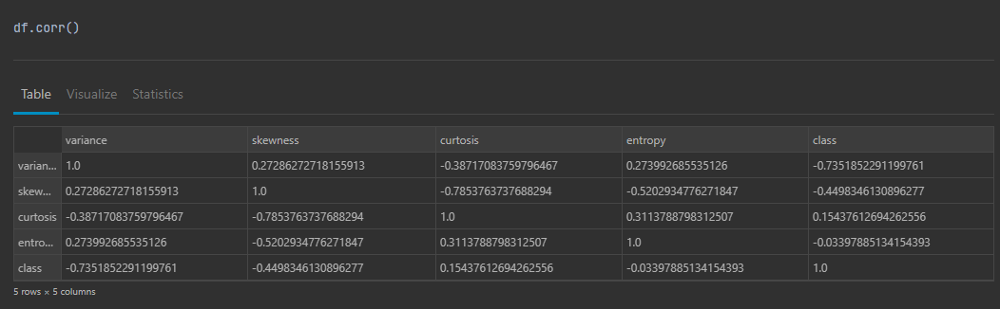 df.corr()
Table Visualize Statistics
variance skewness curtosis entropy class
varian... 1.0 0.27286272718155913 -0.38717083759796467 0.273992685535126 -0.7351852291199761
skew... 0.27286272718155913 1.0 -0.7853763737688294 -0.5202934776271847 -0.4498346130896277
curtosis -0.38717083759796467 -0.7853763737688294 1.0 0.3113788798312507 0.15437612694262556
entro... 0.273992685535126 -0.5202934776271847 0.3113788798312507 1.0 -0.03397885134154393
class -0.7351852291199761 -0.4498346130896277 0.15437612694262556 -0.03397885134154393 1.0
5 rows × 5 columns